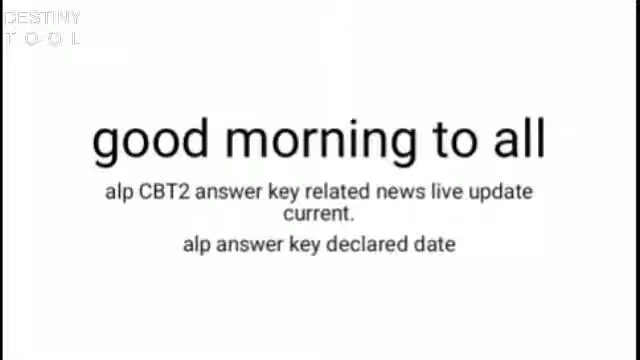 DESTINY
TOOL
good morning to all
alp CBT2 answer key related news live update
current.
alp answer key declared date